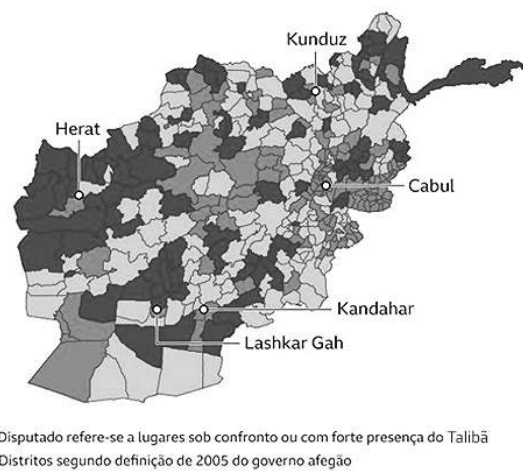 Kunduz
Herat
Cabul
Kandahar
Lashkar Gah
Disputado refere-se a lugares sob confronto ou com forte presença do Talibã
Distritos segundo definição de 2005 do governo afegão